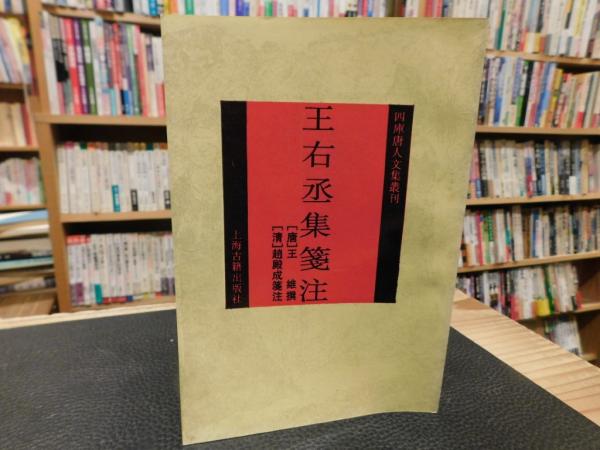 四庫唐人文集叢刊
王右丞集箋注
[唐]王　維撰
[清]趙殿成箋注
上海古籍出版社